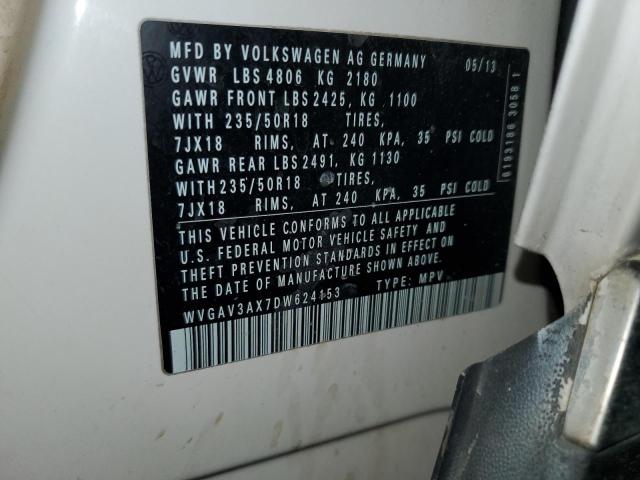 MFD BY VOLKSWAGEN AG GERMANY 05/13
GVWR LBS 4806 KG 2180
GAWR FRONT LBS 2425, KG 1100
WITH 235/50R18 TIRES,
7JX18 RIMS, AT 240 KPA, 35 PSI COLD
GAWR REAR LBS 2491, KG 1130
WITH 235/50R18 TIRES,
7JX18 RIMS, AT 240 KPA, 35 PSI COLD
THIS VEHICLE CONFORMS TO ALL APPLICABLE
U.S. FEDERAL MOTOR VEHICLE SAFETY AND
THEFT PREVENTION STANDARDS IN EFFECT ON
THE DATE OF MANUFACTURE SHOWN ABOVE.
WVGAV3AX7DW624153 TYPE: MPV
6193186 3058 1